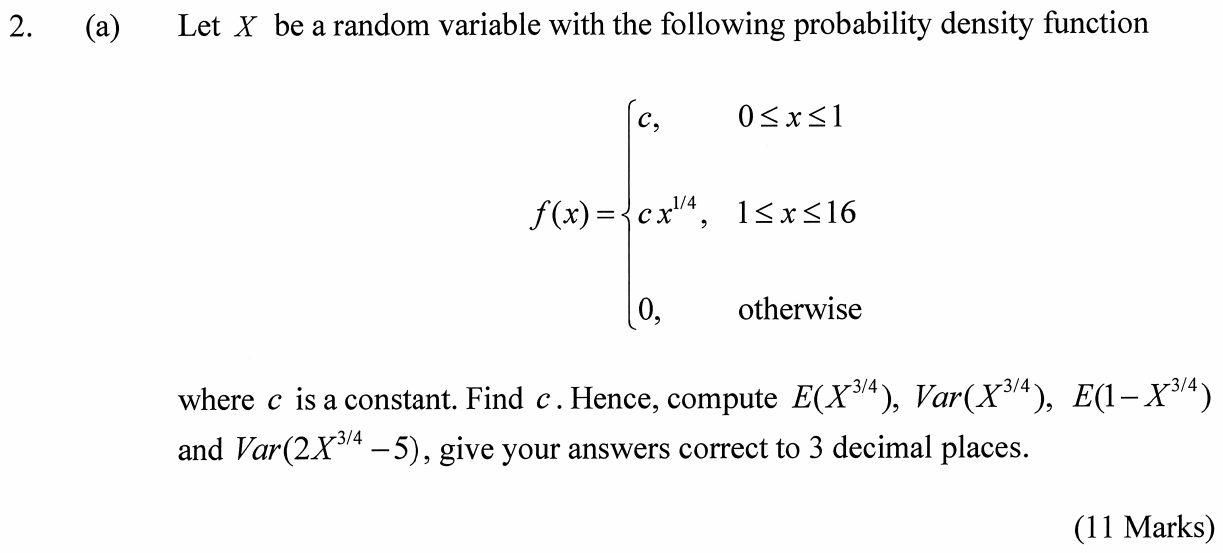 2. (a) Let X be a random variable with the following probability density function
c, 0 ≤ x ≤ 1
f(x) = { c x^{1/4}, 1 ≤ x ≤ 16
0, otherwise
where c is a constant. Find c. Hence, compute E(X^{3/4}), Var(X^{3/4}), E(1 − X^{3/4})
and Var(2X^{3/4} − 5), give your answers correct to 3 decimal places.
(11 Marks)